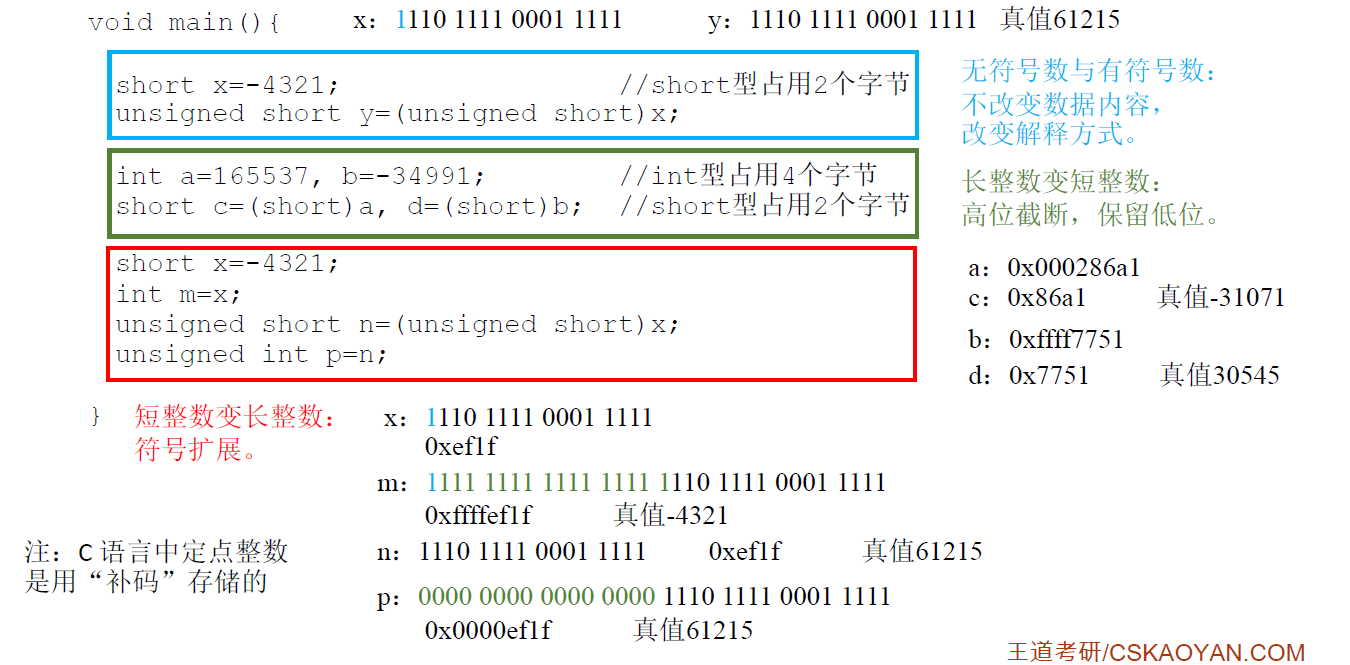 void main(){ x：1110 1111 0001 1111 y：1110 1111 0001 1111 真值61215
short x=-4321; //short型占用2个字节
unsigned short y=(unsigned short)x;
无符号数与有符号数：
不改变数据内容，
改变解释方式。
int a=165537, b=-34991; //int型占用4个字节
short c=(short)a, d=(short)b; //short型占用2个字节
长整数变短整数：
高位截断，保留低位。
short x=-4321;
int m=x;
unsigned short n=(unsigned short)x;
unsigned int p=n;
a：0x000286a1
c：0x86a1 真值-31071
b：0xffff7751
d：0x7751 真值30545
}
短整数变长整数：
符号扩展。
x：1110 1111 0001 1111
0xef1f
m：1111 1111 1111 1111 1110 1111 0001 1111
0xffffef1f 真值-4321
注：C 语言中定点整数
是用“补码”存储的
n：1110 1111 0001 1111 0xef1f 真值61215
p：0000 0000 0000 0000 1110 1111 0001 1111
0x0000ef1f 真值61215
王道考研/CSKAOYAN.COM